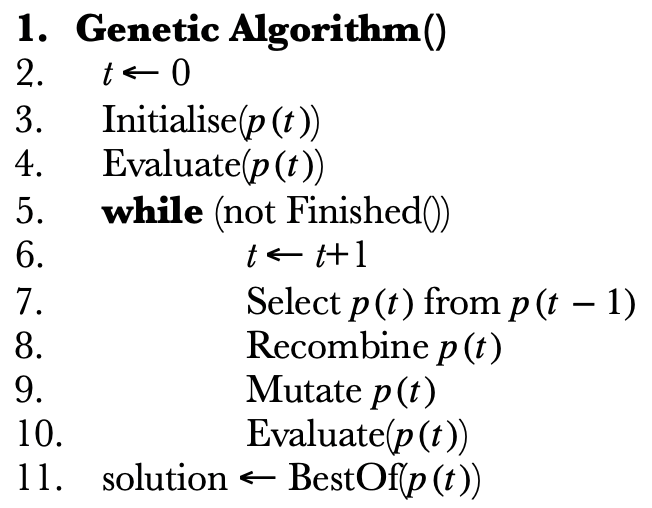 1. Genetic Algorithm()
2. t ← 0
3. Initialise(p(t))
4. Evaluate(p(t))
5. while (not Finished())
6. t ← t+1
7. Select p(t) from p(t − 1)
8. Recombine p(t)
9. Mutate p(t)
10. Evaluate(p(t))
11. solution ← BestOf(p(t))